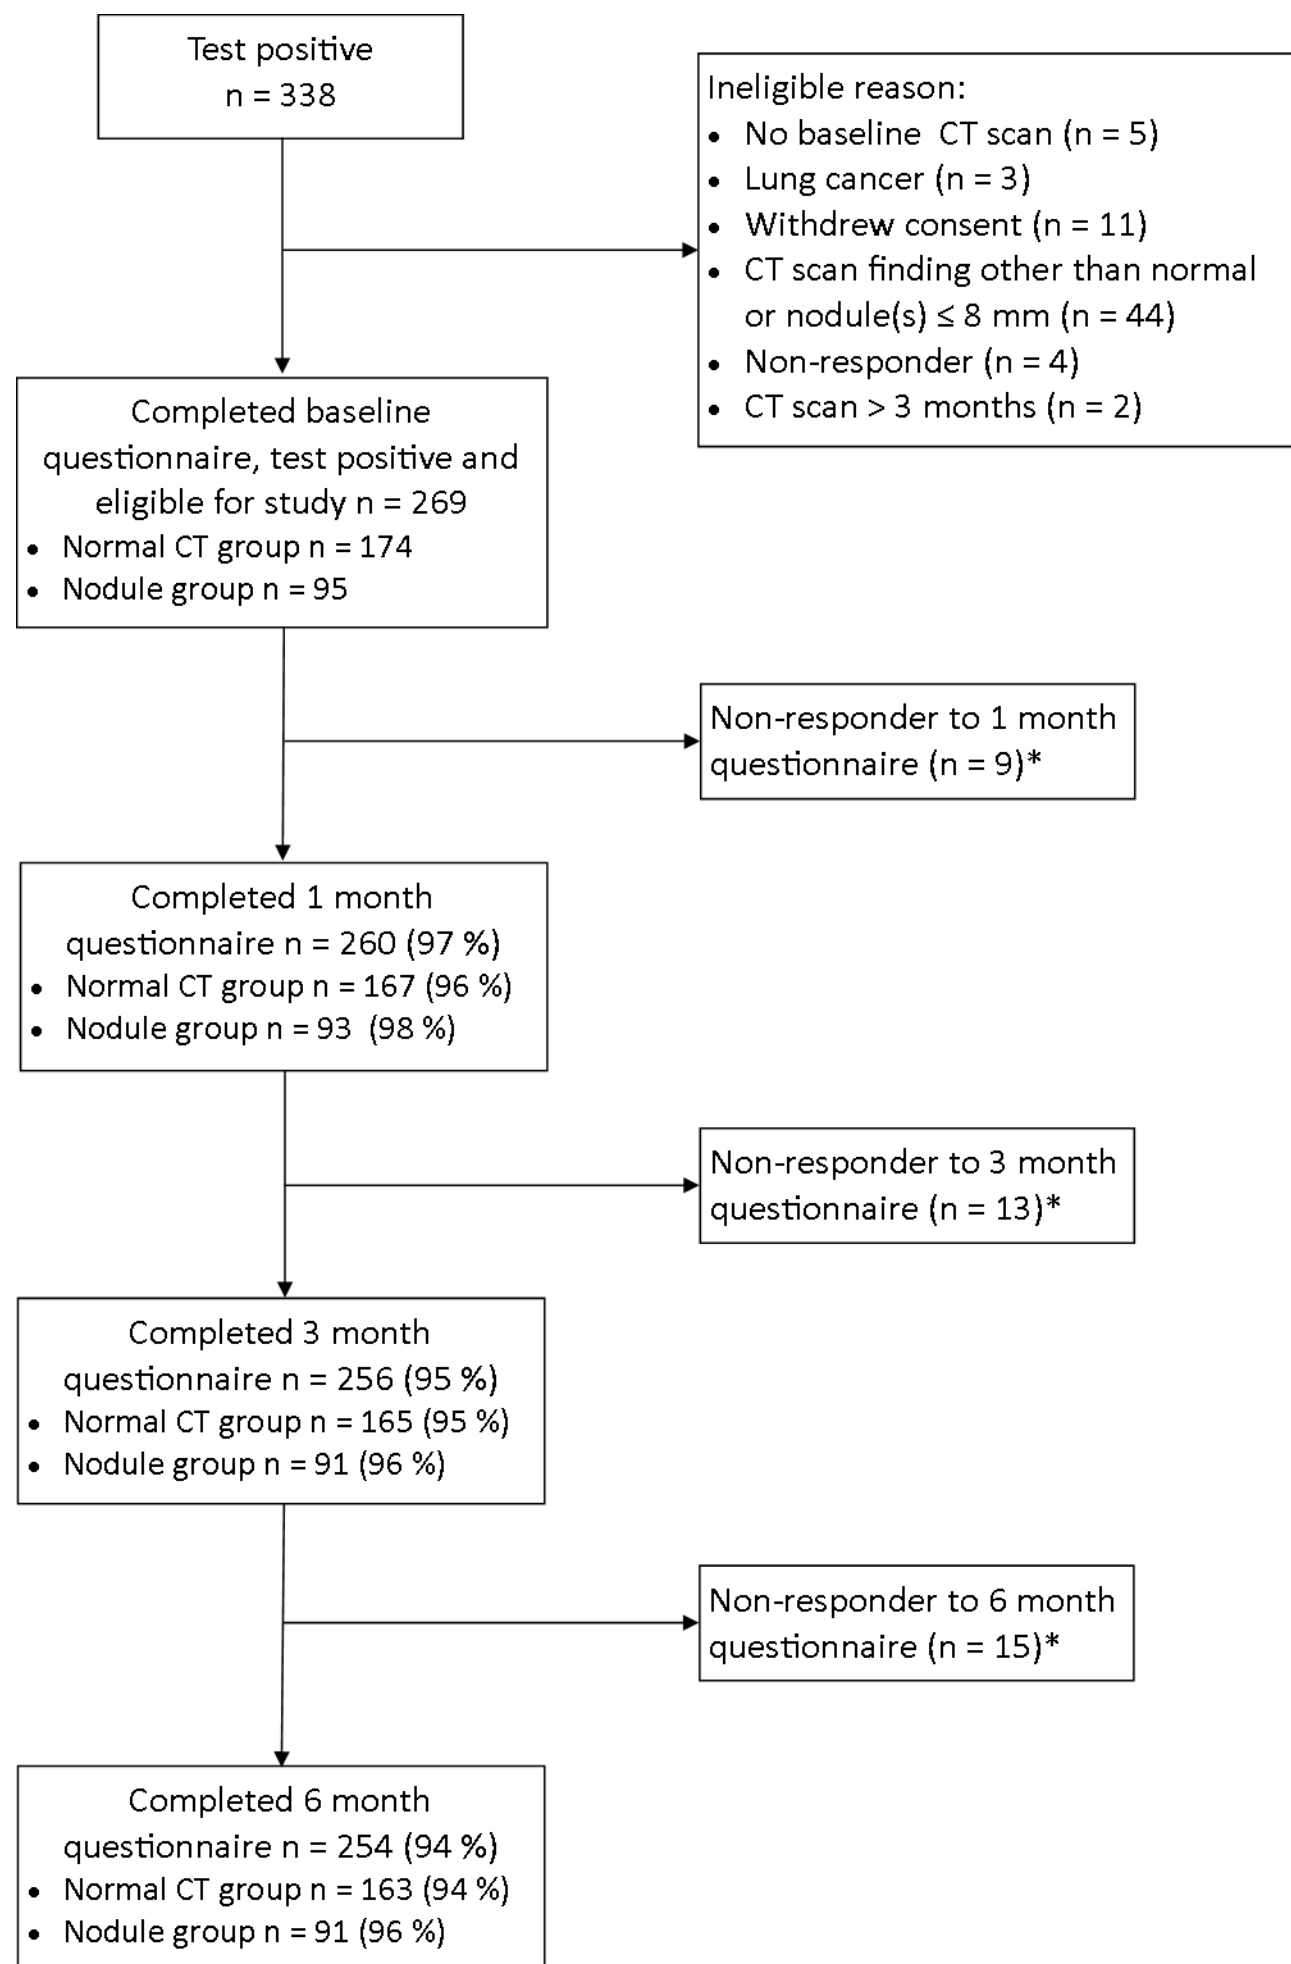 Test positive
n = 338
Ineligible reason:
• No baseline CT scan (n = 5)
• Lung cancer (n = 3)
• Withdrew consent (n = 11)
• CT scan finding other than normal
or nodule(s) ≤ 8 mm (n = 44)
• Non-responder (n = 4)
• CT scan > 3 months (n = 2)
Completed baseline
questionnaire, test positive and
eligible for study n = 269
• Normal CT group n = 174
• Nodule group n = 95
Non-responder to 1 month
questionnaire (n = 9)*
Completed 1 month
questionnaire n = 260 (97 %)
• Normal CT group n = 167 (96 %)
• Nodule group n = 93 (98 %)
Non-responder to 3 month
questionnaire (n = 13)*
Completed 3 month
questionnaire n = 256 (95 %)
• Normal CT group n = 165 (95 %)
• Nodule group n = 91 (96 %)
Non-responder to 6 month
questionnaire (n = 15)*
Completed 6 month
questionnaire n = 254 (94 %)
• Normal CT group n = 163 (94 %)
• Nodule group n = 91 (96 %)